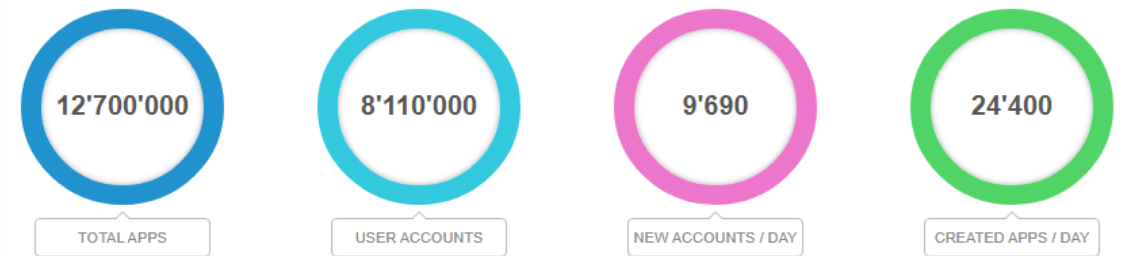 12'700'000
8'110'000
9'690
24'400
TOTAL APPS
USER ACCOUNTS
NEW ACCOUNTS / DAY
CREATED APPS / DAY